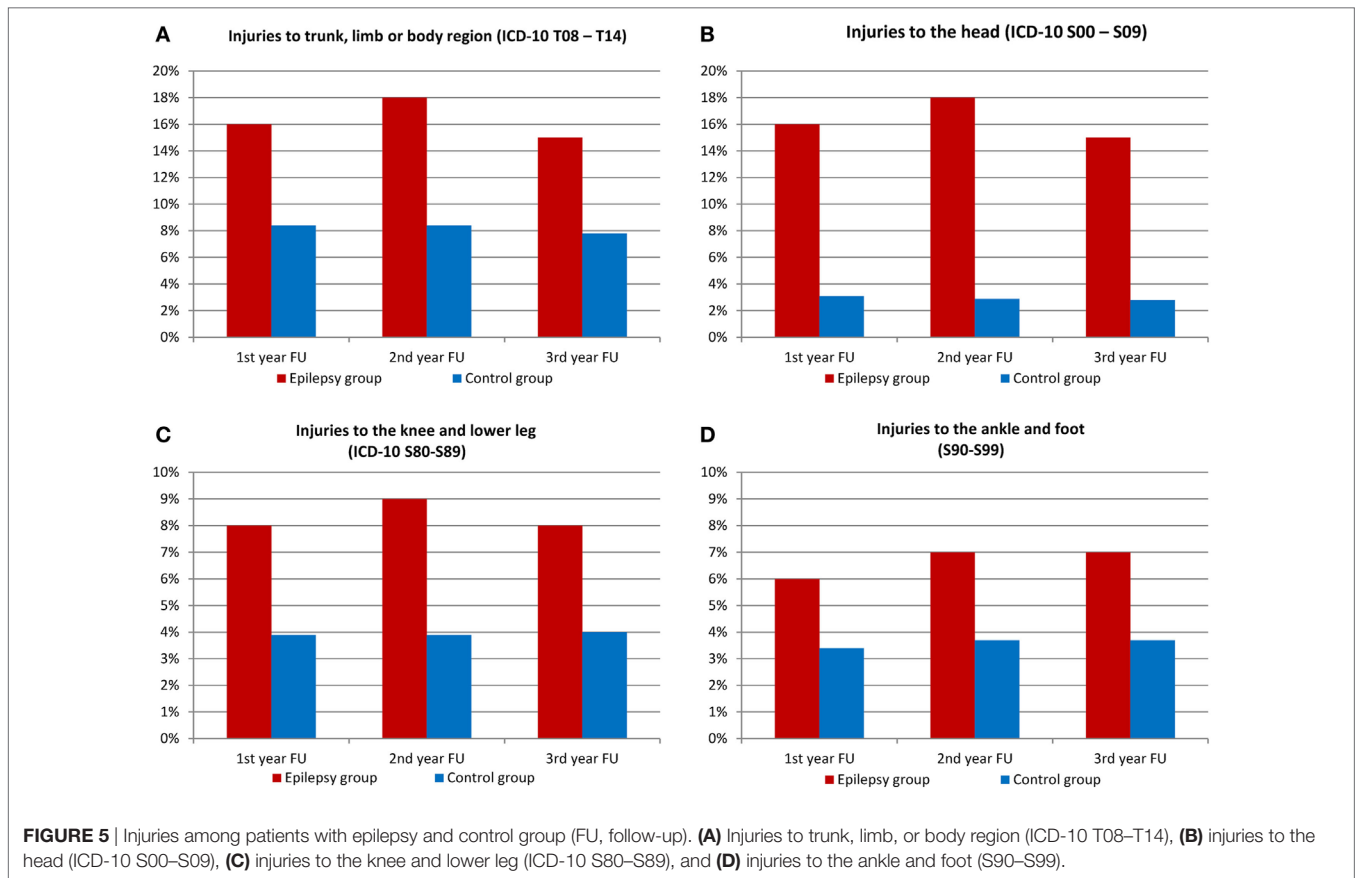 A
Injuries to trunk, limb or body region (ICD-10 T08 – T14)
20%
18%
16%
14%
12%
10%
8%
6%
4%
2%
0%
1st year FU
2nd year FU
3rd year FU
Epilepsy group
Control group
B
Injuries to the head (ICD-10 S00 – S09)
20%
18%
16%
14%
12%
10%
8%
6%
4%
2%
0%
1st year FU
2nd year FU
3rd year FU
Epilepsy group
Control group
C
Injuries to the knee and lower leg
(ICD-10 S80-S89)
10%
9%
8%
7%
6%
5%
4%
3%
2%
1%
0%
1st year FU
2nd year FU
3rd year FU
Epilepsy group
Control group
D
Injuries to the ankle and foot
(S90-S99)
10%
9%
8%
7%
6%
5%
4%
3%
2%
1%
0%
1st year FU
2nd year FU
3rd year FU
Epilepsy group
Control group
FIGURE 5 | Injuries among patients with epilepsy and control group (FU, follow-up). (A) Injuries to trunk, limb, or body region (ICD-10 T08–T14), (B) injuries to the
head (ICD-10 S00–S09), (C) injuries to the knee and lower leg (ICD-10 S80–S89), and (D) injuries to the ankle and foot (S90–S99).